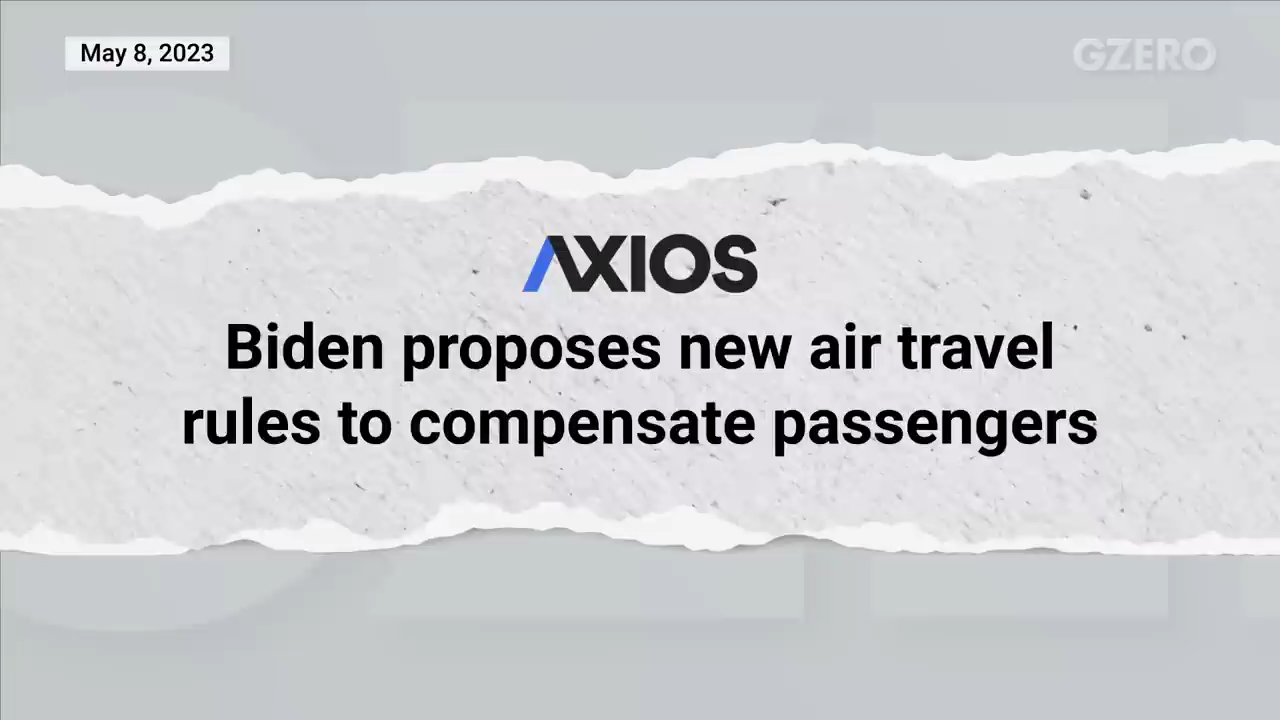 May 8, 2023
GZERO
AXIOS
Biden proposes new air travel
rules to compensate passengers